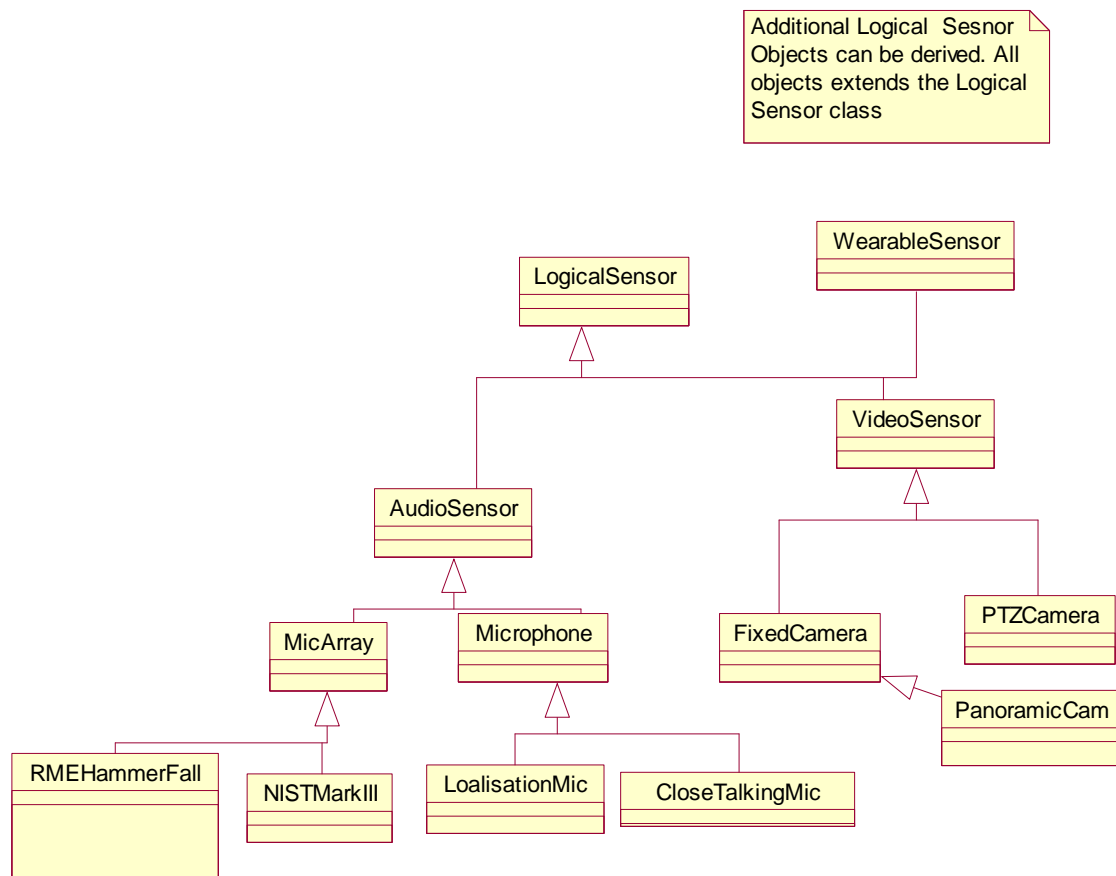 Additional Logical Sesnor
Objects can be derived. All
objects extends the Logical
Sensor class
WearableSensor
LogicalSensor
VideoSensor
AudioSensor
MicArray
Microphone
FixedCamera
PTZCamera
PanoramicCam
RMEHammerFall
NISTMarkIII
LoalisationMic
CloseTalkingMic